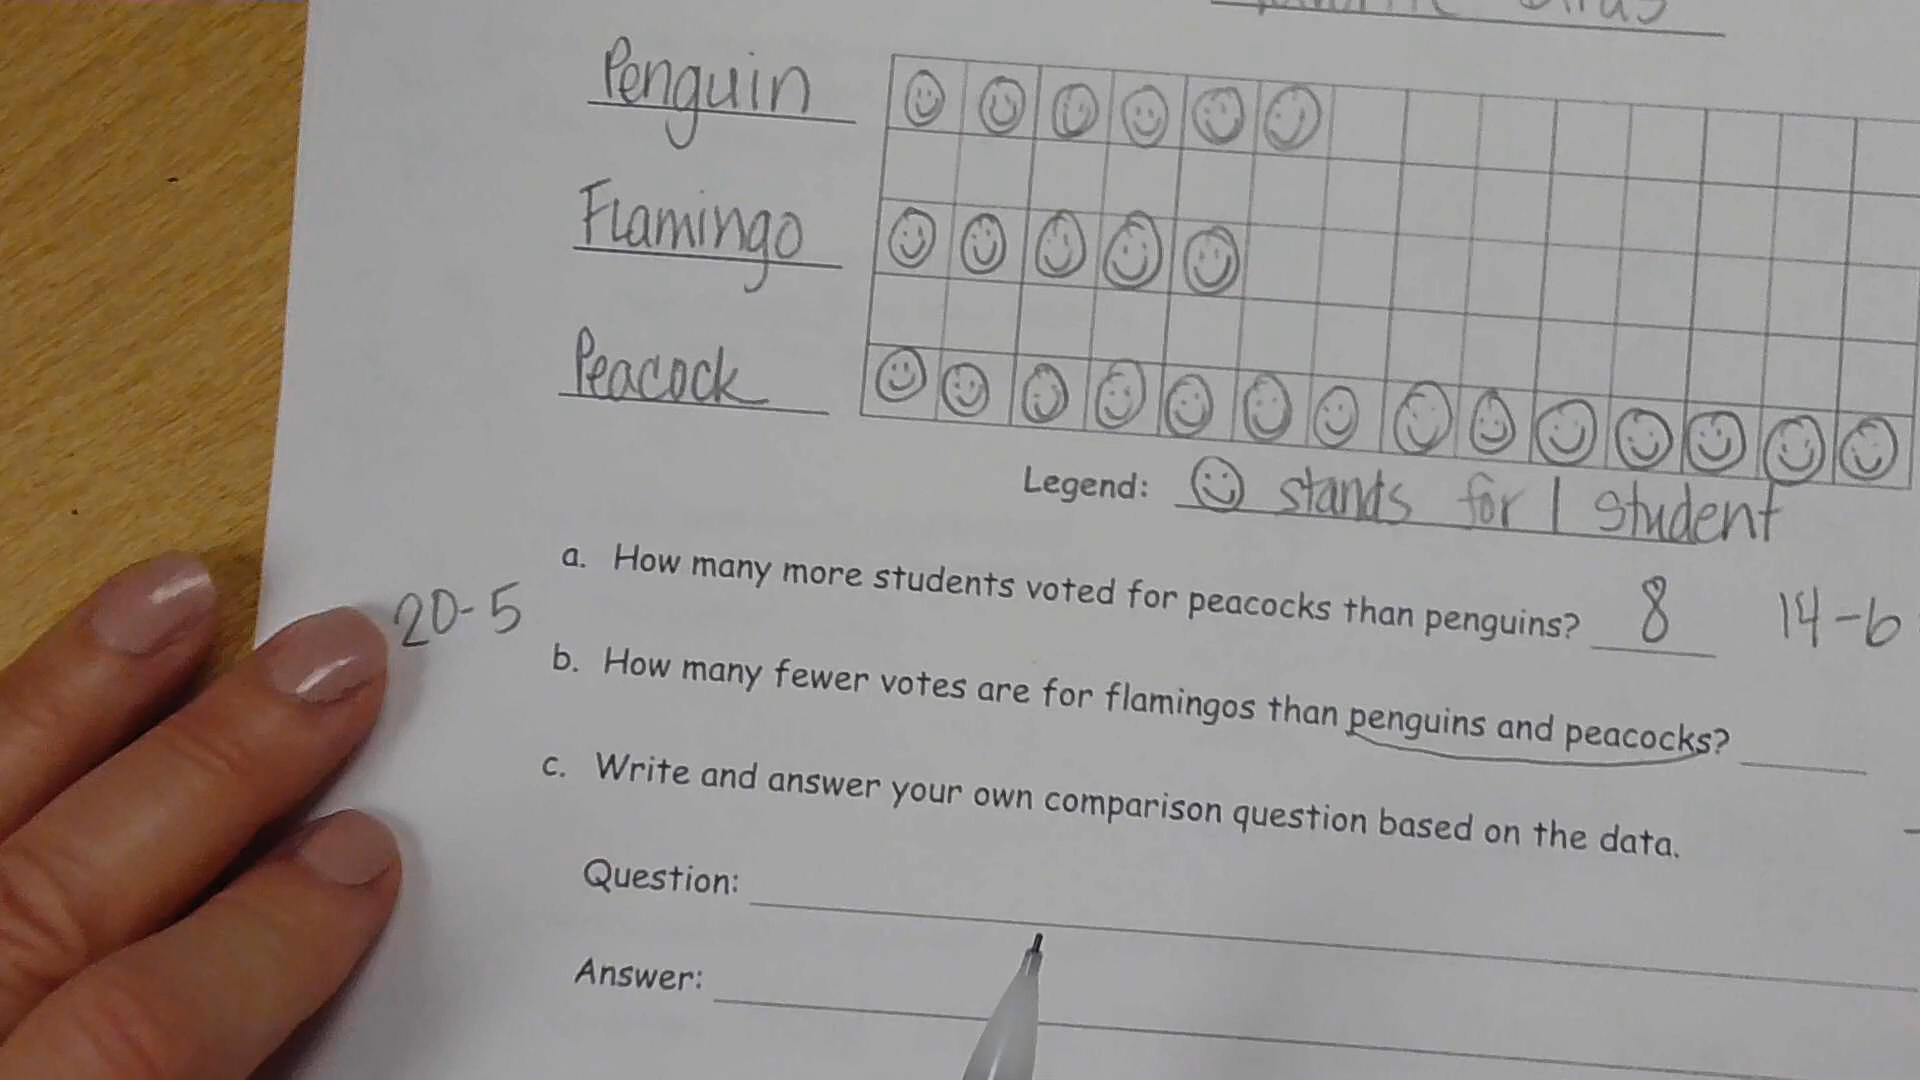 Penguin
Flamingo
Peacock
Legend: stands for 1 student
a. How many more students voted for peacocks than penguins? 8 14-6
20-5
b. How many fewer votes are for flamingos than penguins and peacocks?
c. Write and answer your own comparison question based on the data.
Question:
Answer: